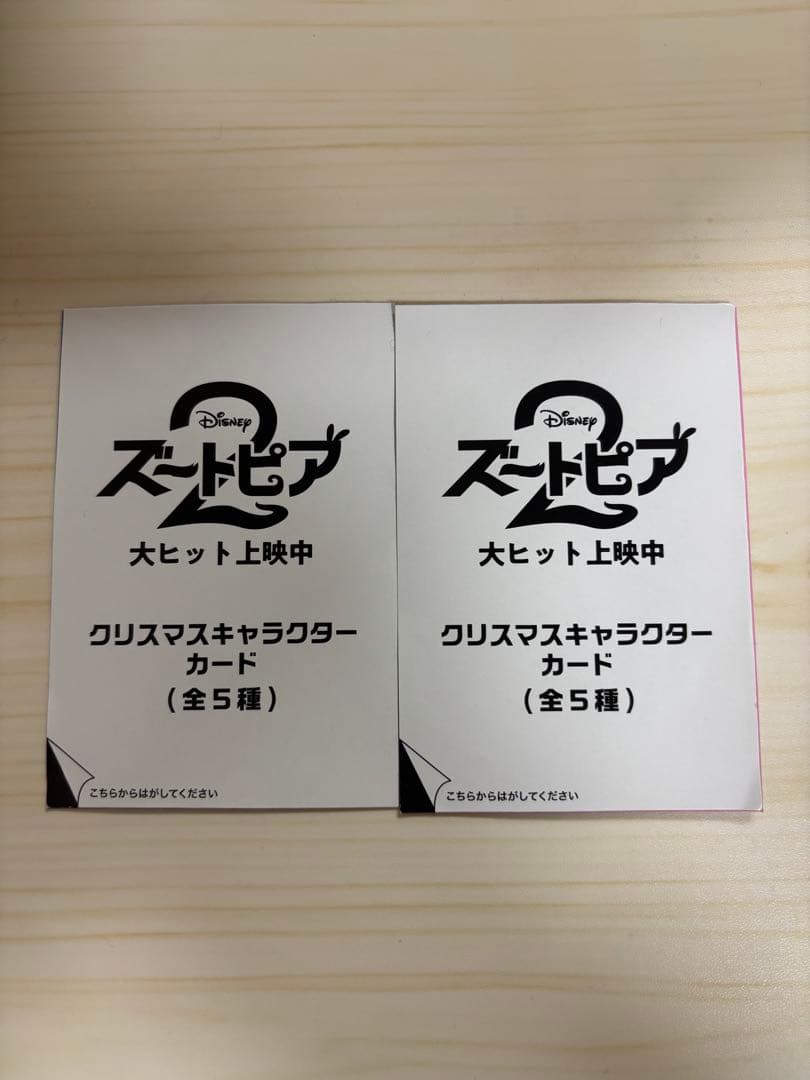 Disney
ズートピア
2
大ヒット上映中
クリスマスキャラクター
カード
(全5種)
こちらからはがしてください
Disney
ズートピア
2
大ヒット上映中
クリスマスキャラクター
カード
(全5種)
こちらからはがしてください